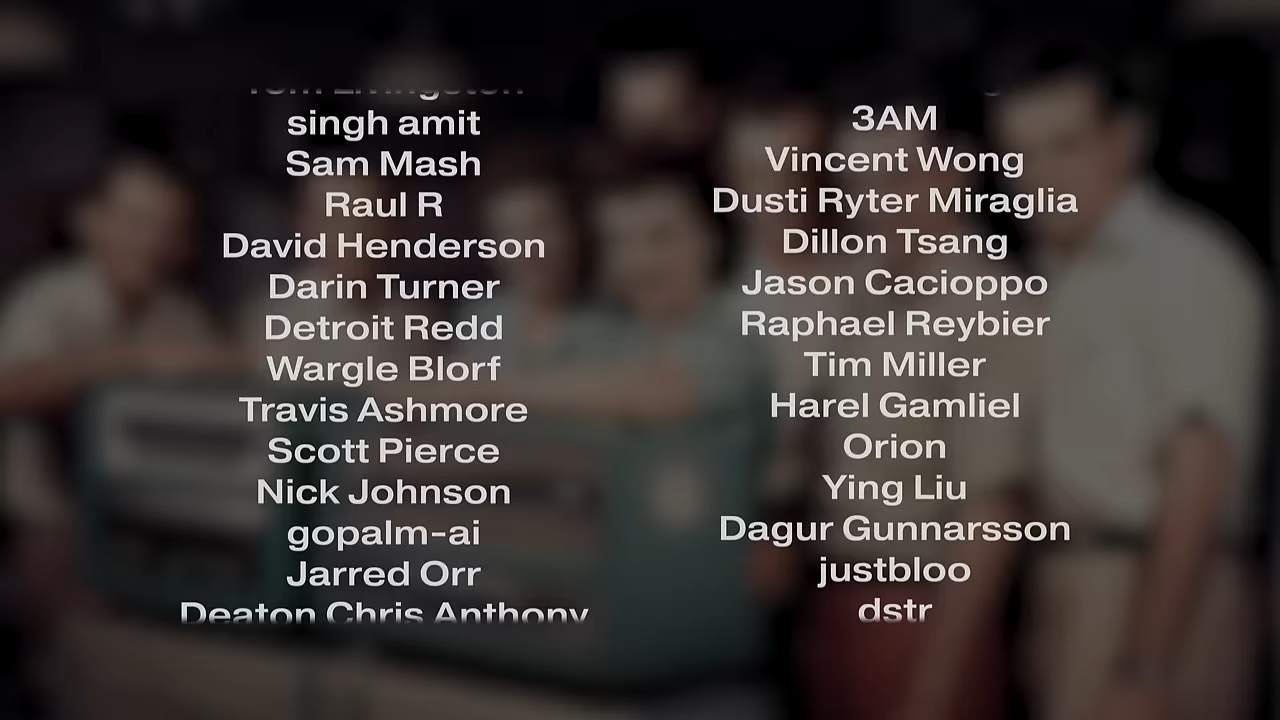 Tom Livingston
singh amit
Sam Mash
Raul R
David Henderson
Darin Turner
Detroit Redd
Wargle Blorf
Travis Ashmore
Scott Pierce
Nick Johnson
gopalm-ai
Jarred Orr
Deaton Chris Anthony
3AM
Vincent Wong
Dusti Ryter Miraglia
Dillon Tsang
Jason Cacioppo
Raphael Reybier
Tim Miller
Harel Gamliel
Orion
Ying Liu
Dagur Gunnarsson
justbloo
dstr